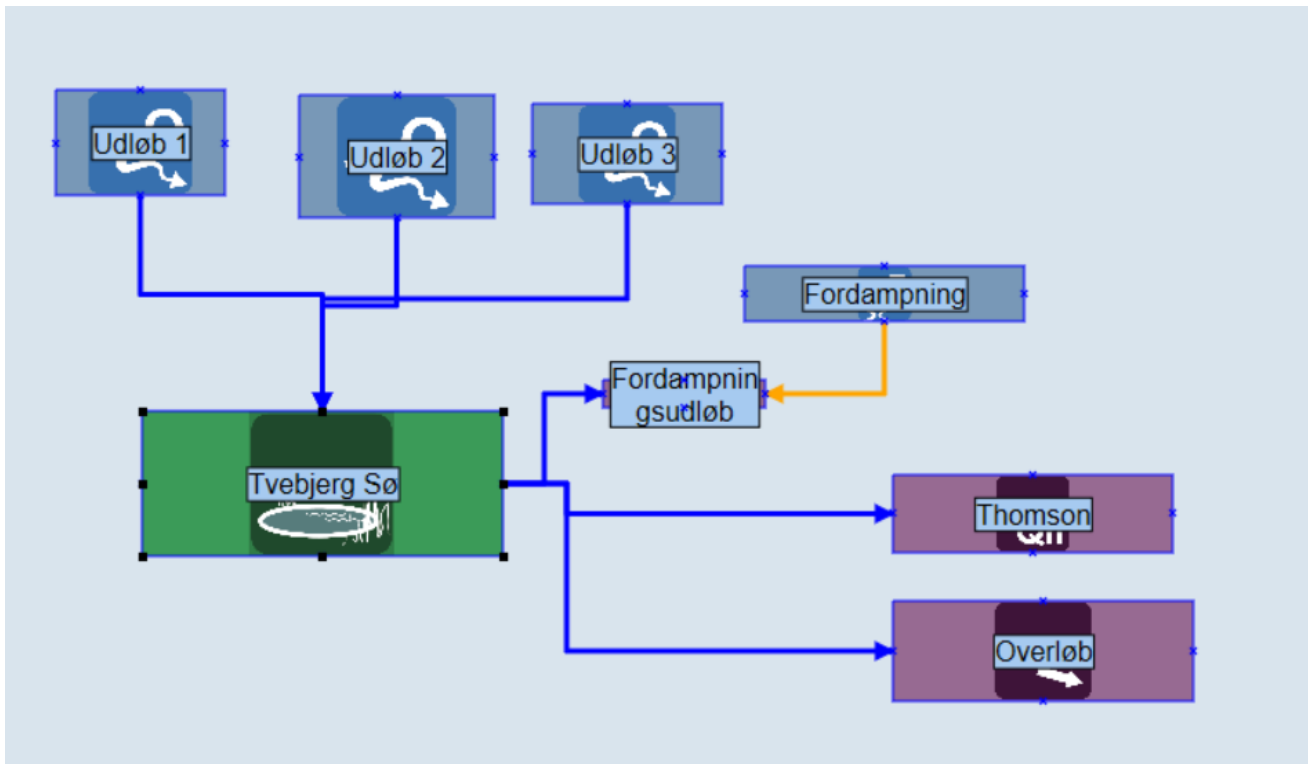 Udløb 1
Udløb 2
Udløb 3
Fordampning
Fordampnin
gsudløb
Tvebjerg Sø
Thomson
Overløb